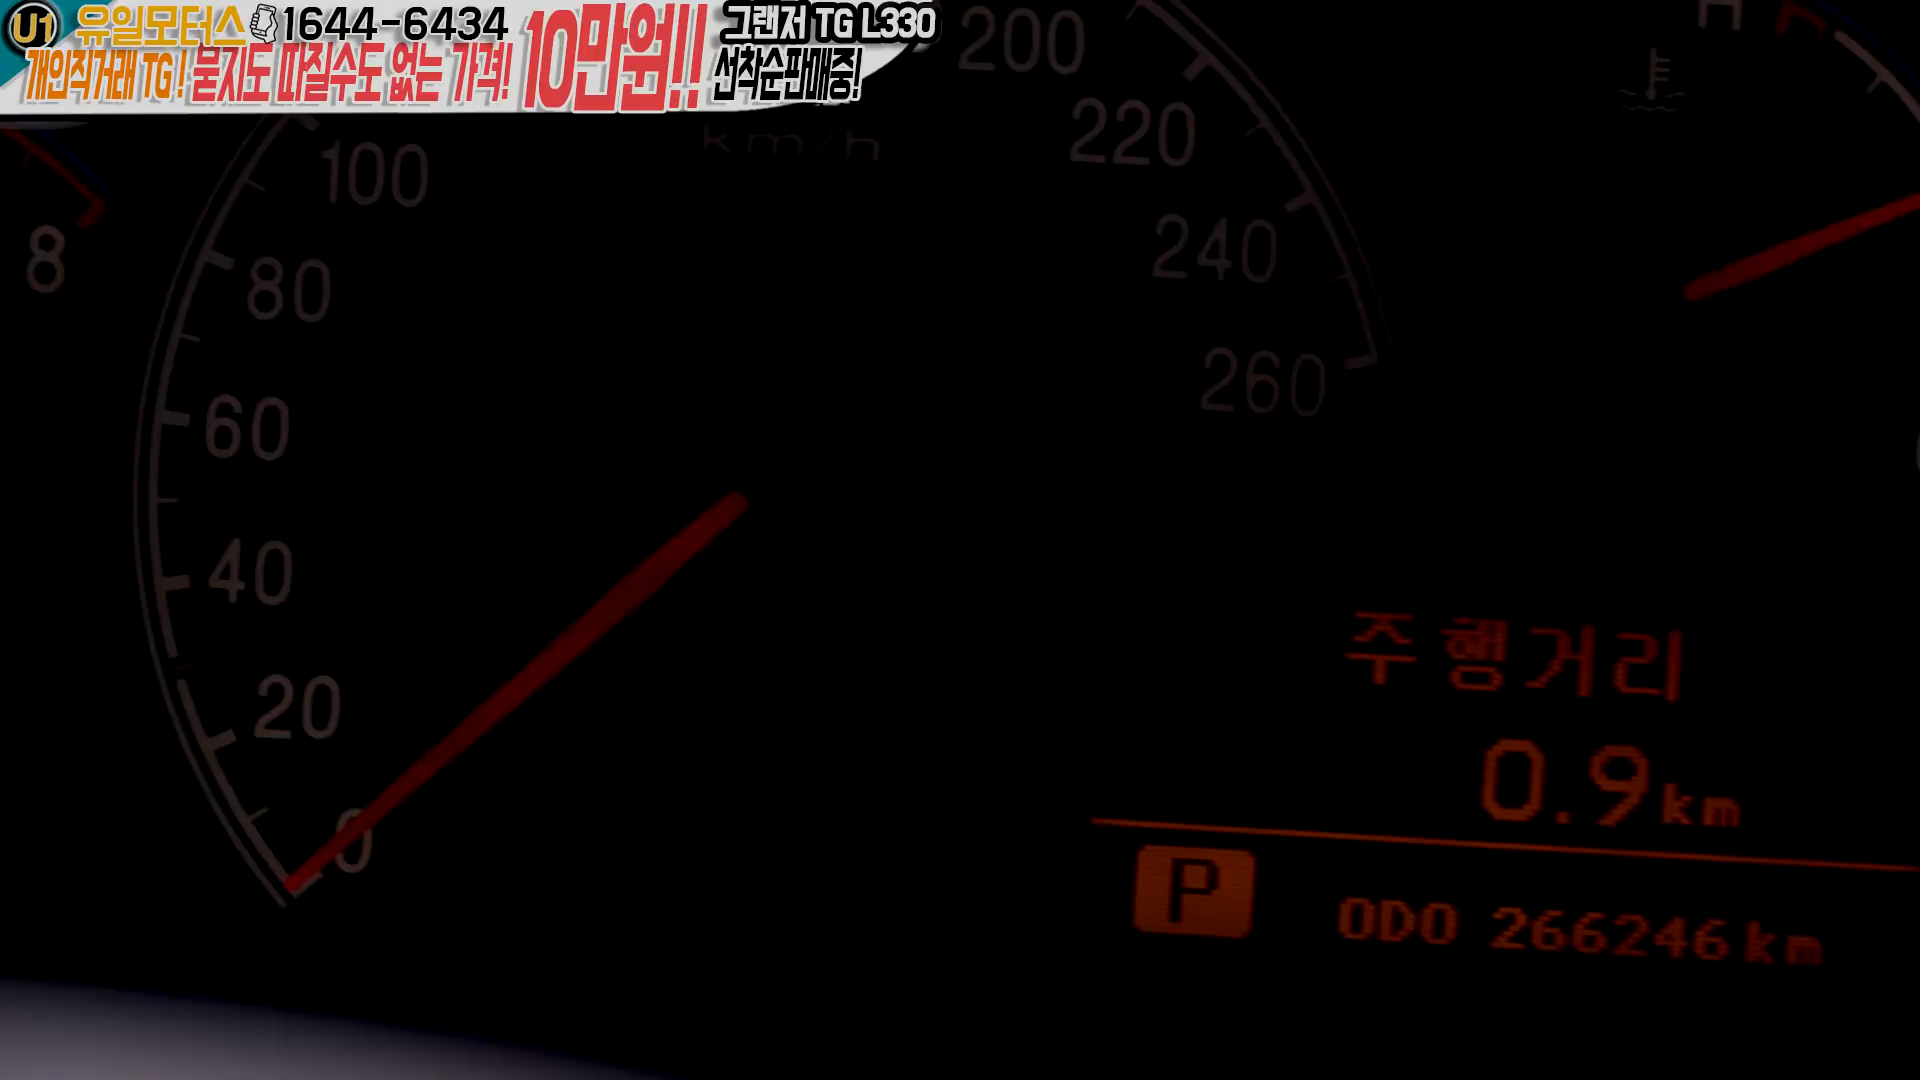 U1 유일모터스 1644-6434
개인직거래 TG! 묻지도 따질수도 없는 가격!
10만원!!
그랜저 TG L330
선착순판매중!
8
0
20
40
60
80
100
km/h
200
220
240
260
H
주행거리
0.9km
P ODO 266246km